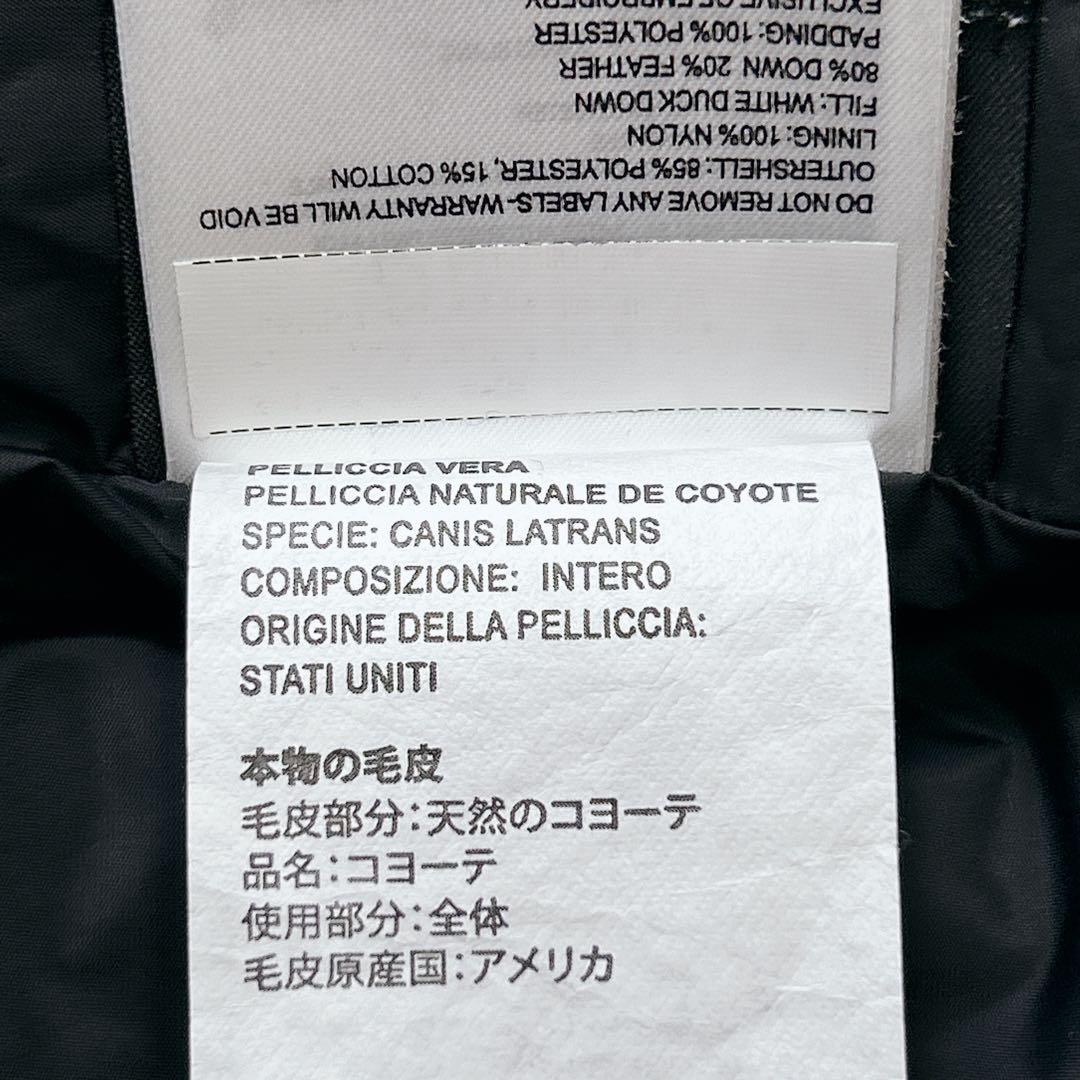 DO NOT REMOVE ANY LABELS-WARRANTY WILL BE VOID
OUTERSHELL: 85% POLYESTER, 15% COTTON
LINING: 100% NYLON
FILL: WHITE DUCK DOWN
80% DOWN 20% FEATHER
PADDING: 100% POLYESTER
EXCLUSIVE OF EMBROIDERY
PELLICCIA VERA
PELLICCIA NATURALE DE COYOTE
SPECIE: CANIS LATRANS
COMPOSIZIONE: INTERO
ORIGINE DELLA PELLICCIA:
STATI UNITI
本物の毛皮
毛皮部分:天然のコヨーテ
品名:コヨーテ
使用部分:全体
毛皮原産国:アメリカ